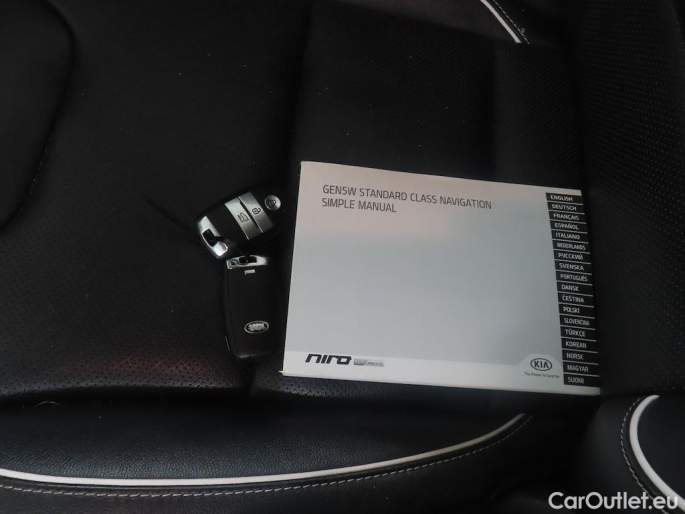 GEN5W STANDARD CLASS NAVIGATION
SIMPLE MANUAL
ENGLISH
DEUTSCH
FRANÇAIS
ESPAÑOL
ITALIANO
NEDERLANDS
РУССКИЙ
SVENSKA
PORTUGUÊS
DANSK
ČEŠTINA
POLSKI
SLOVENČINA
TÜRKÇE
KOREAN
NORSK
MAGYAR
SUOMI
NIRO
KIA
CarOutlet.eu